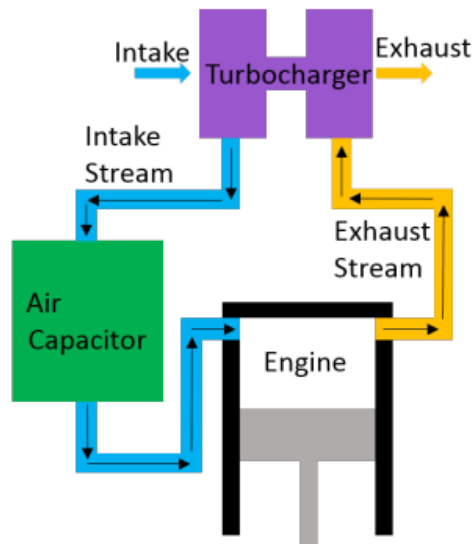 Intake
Exhaust
Turbocharger
Intake
Stream
Exhaust
Stream
Air
Capacitor
Engine